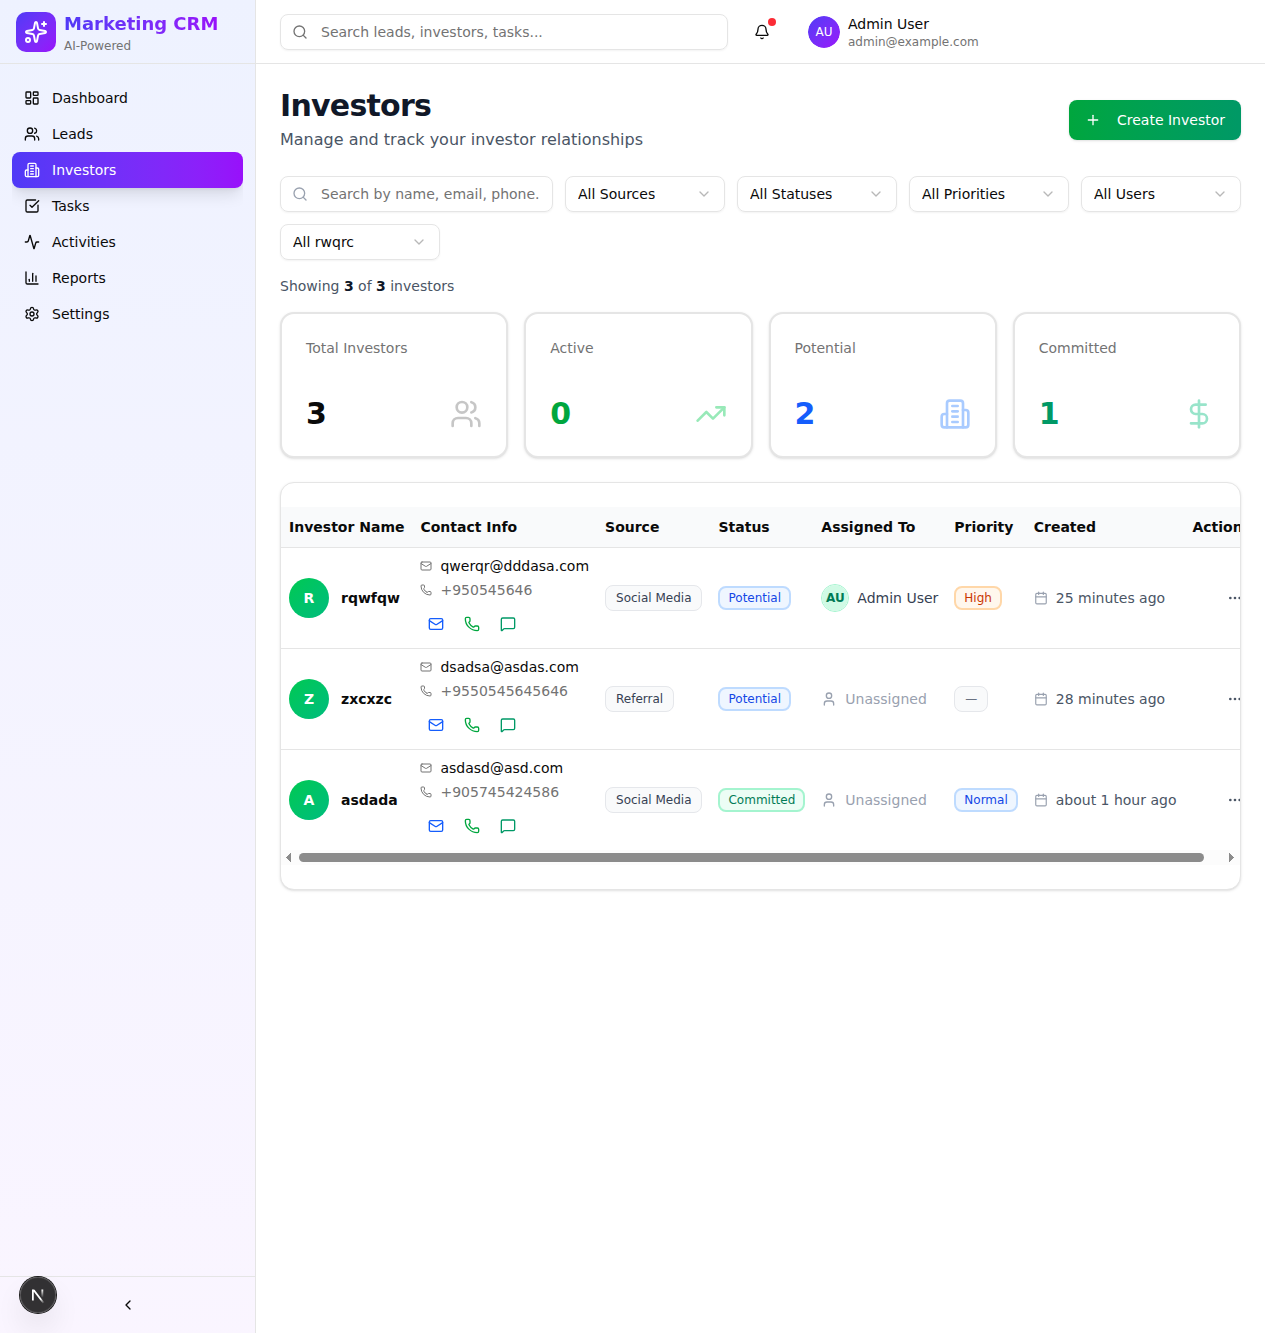 Marketing CRM
AI-Powered
Search leads, investors, tasks...
AU
Admin User
admin@example.com
Dashboard
Leads
Investors
Tasks
Activities
Reports
Settings
Investors
Manage and track your investor relationships
Create Investor
Search by name, email, phone.
All Sources
All Statuses
All Priorities
All Users
All rwqrc
Showing 3 of 3 investors
Total Investors
3
Active
0
Potential
2
Committed
1
Investor Name Contact Info Source Status Assigned To Priority Created Action
R rqwfqw
qwerqr@dddasa.com
+950545646
Social Media
Potential
AU Admin User
High
25 minutes ago
Z zxcxzc
dsadsa@asdas.com
+9550545645646
Referral
Potential
Unassigned
—
28 minutes ago
A asdada
asdasd@asd.com
+905745424586
Social Media
Committed
Unassigned
Normal
about 1 hour ago
N